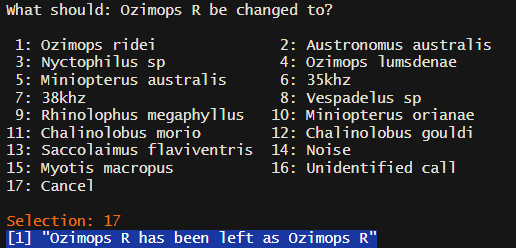 What should: Ozimops R be changed to?
1: Ozimops ridei 2: Austronomus australis
3: Nyctophilus sp 4: Ozimops lumsdenae
5: Miniopterus australis 6: 35khz
7: 38khz 8: Vespadelus sp
9: Rhinolophus megaphyllus 10: Miniopterus orianae
11: Chalinolobus morio 12: Chalinolobus gouldi
13: Saccolaimus flaviventris 14: Noise
15: Myotis macropus 16: Unidentified call
17: Cancel
Selection: 17
[1] "Ozimops R has been left as Ozimops R"